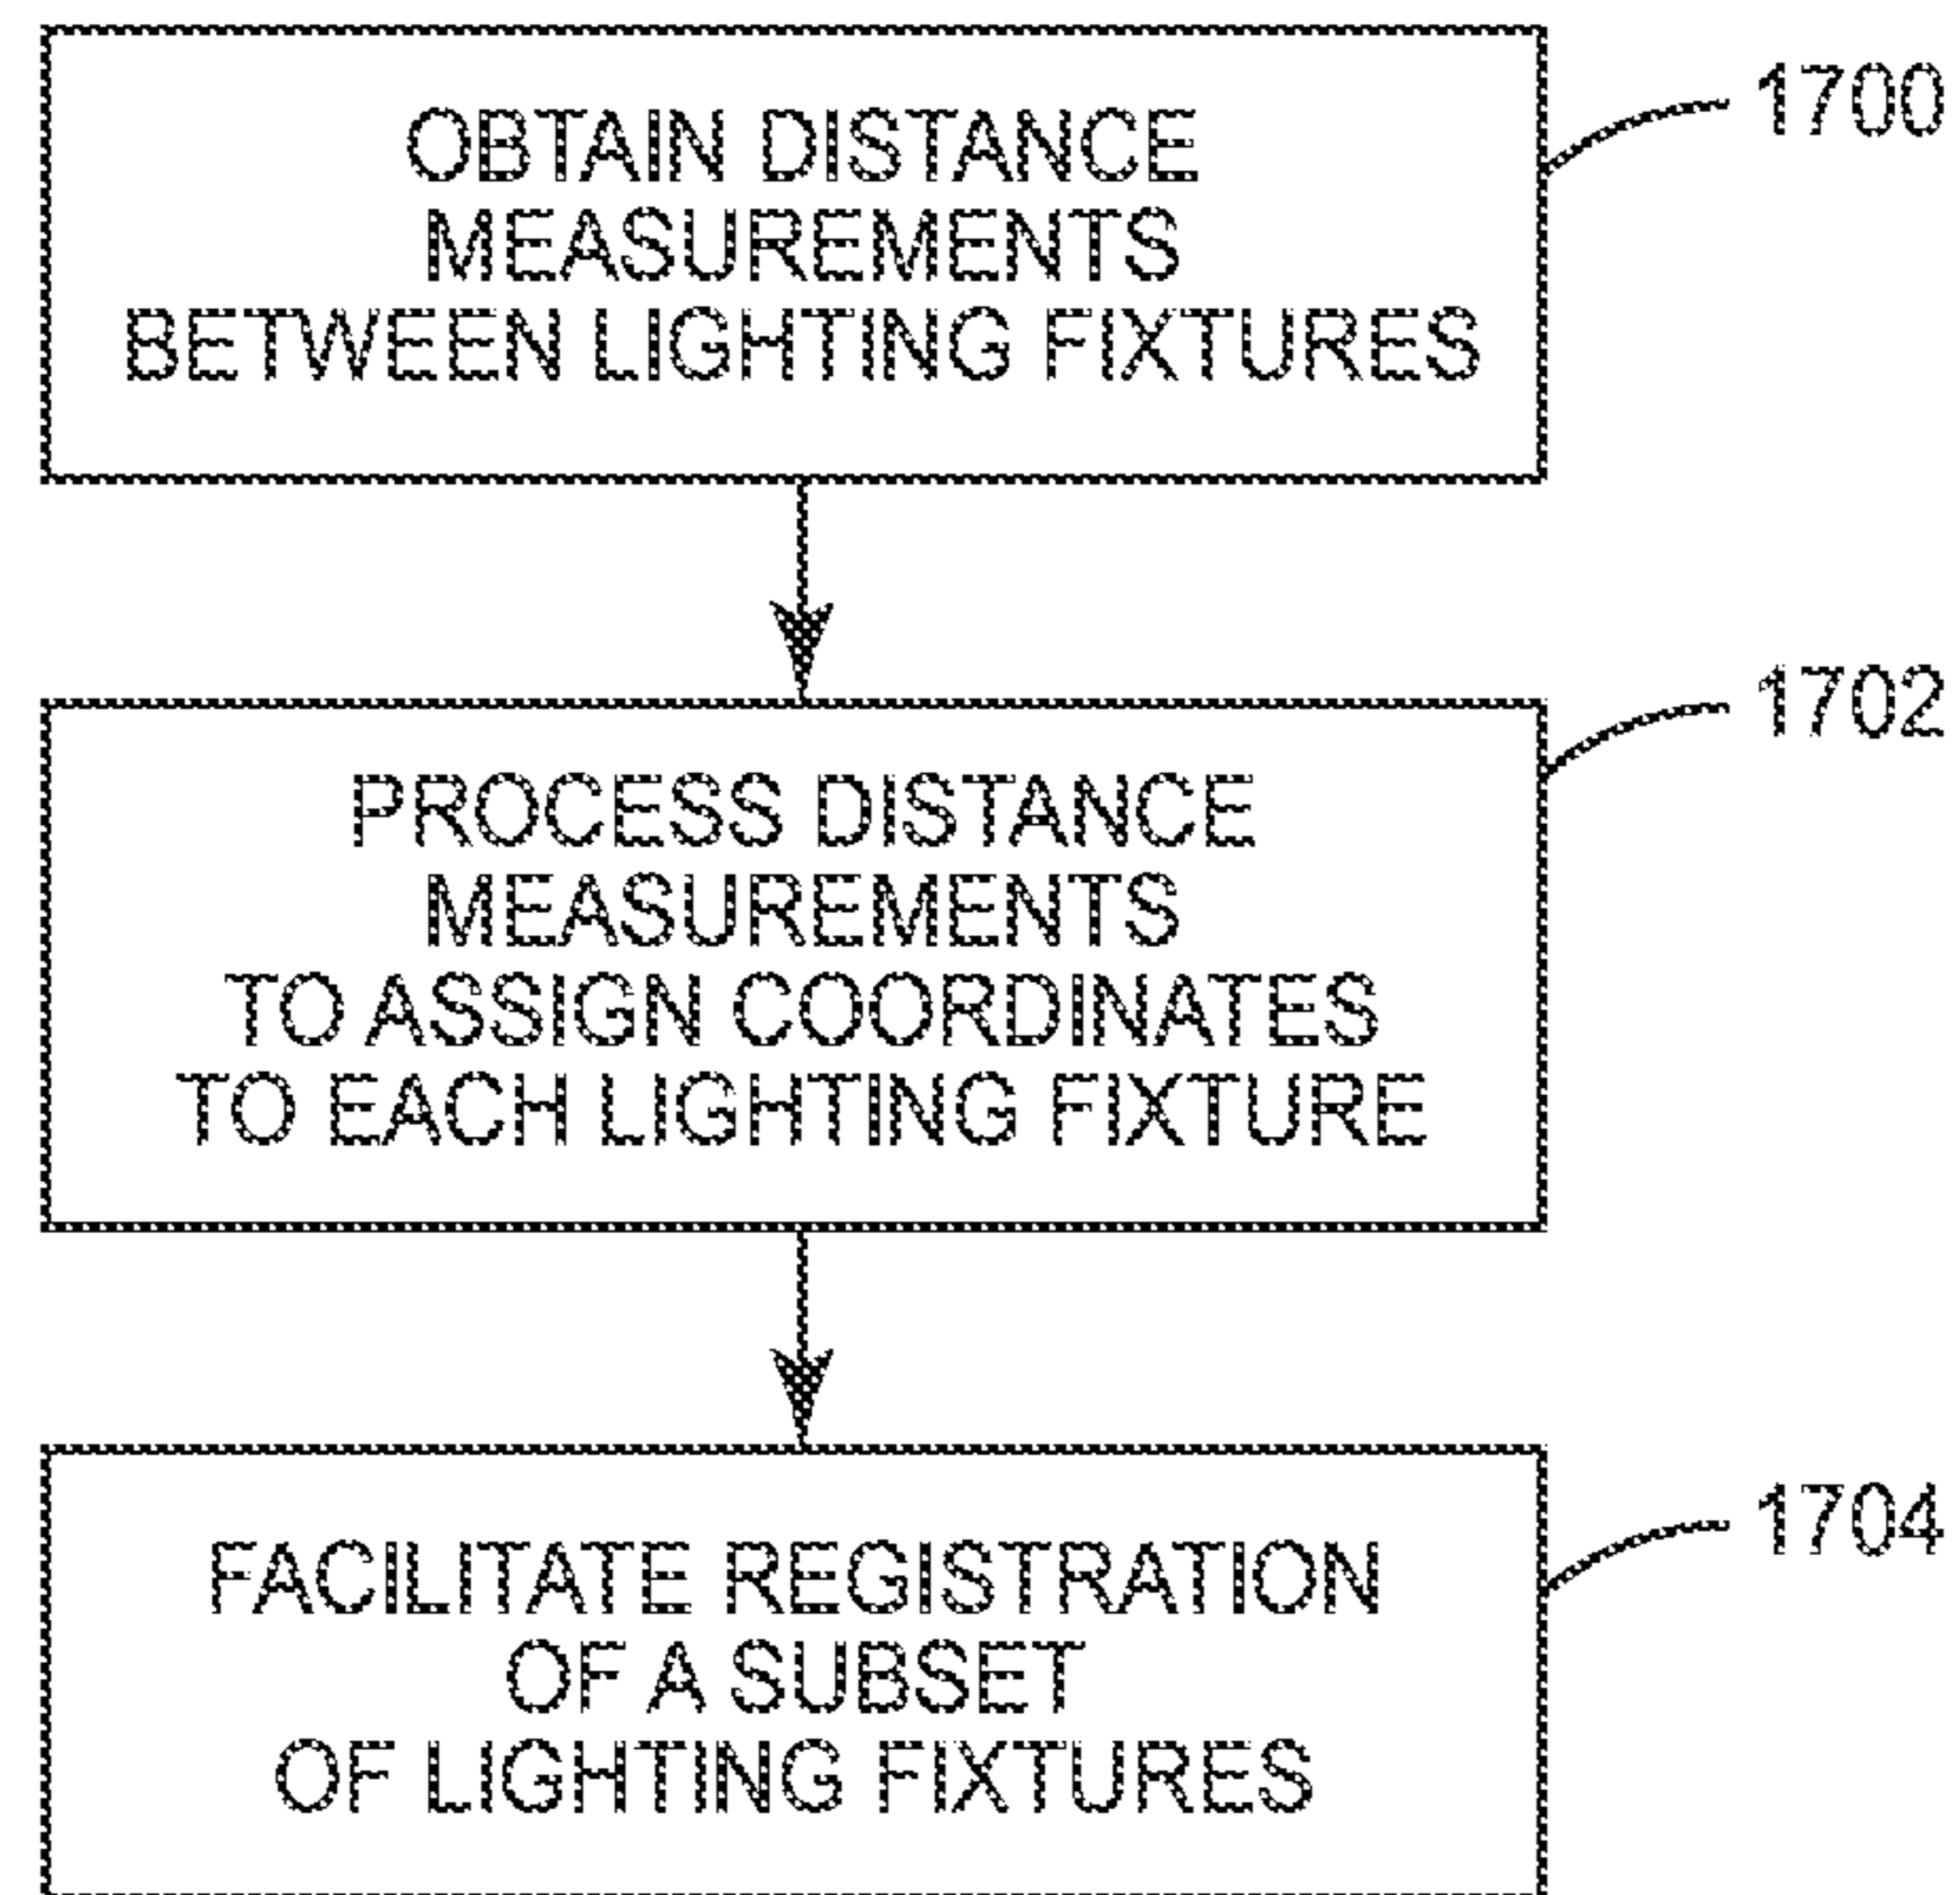 OBTAIN DISTANCE
MEASUREMENTS
BETWEEN LIGHTING FIXTURES
1700
PROCESS DISTANCE
MEASUREMENTS
TO ASSIGN COORDINATES
TO EACH LIGHTING FIXTURE
1702
FACILITATE REGISTRATION
OF A SUBSET
OF LIGHTING FIXTURES
1704